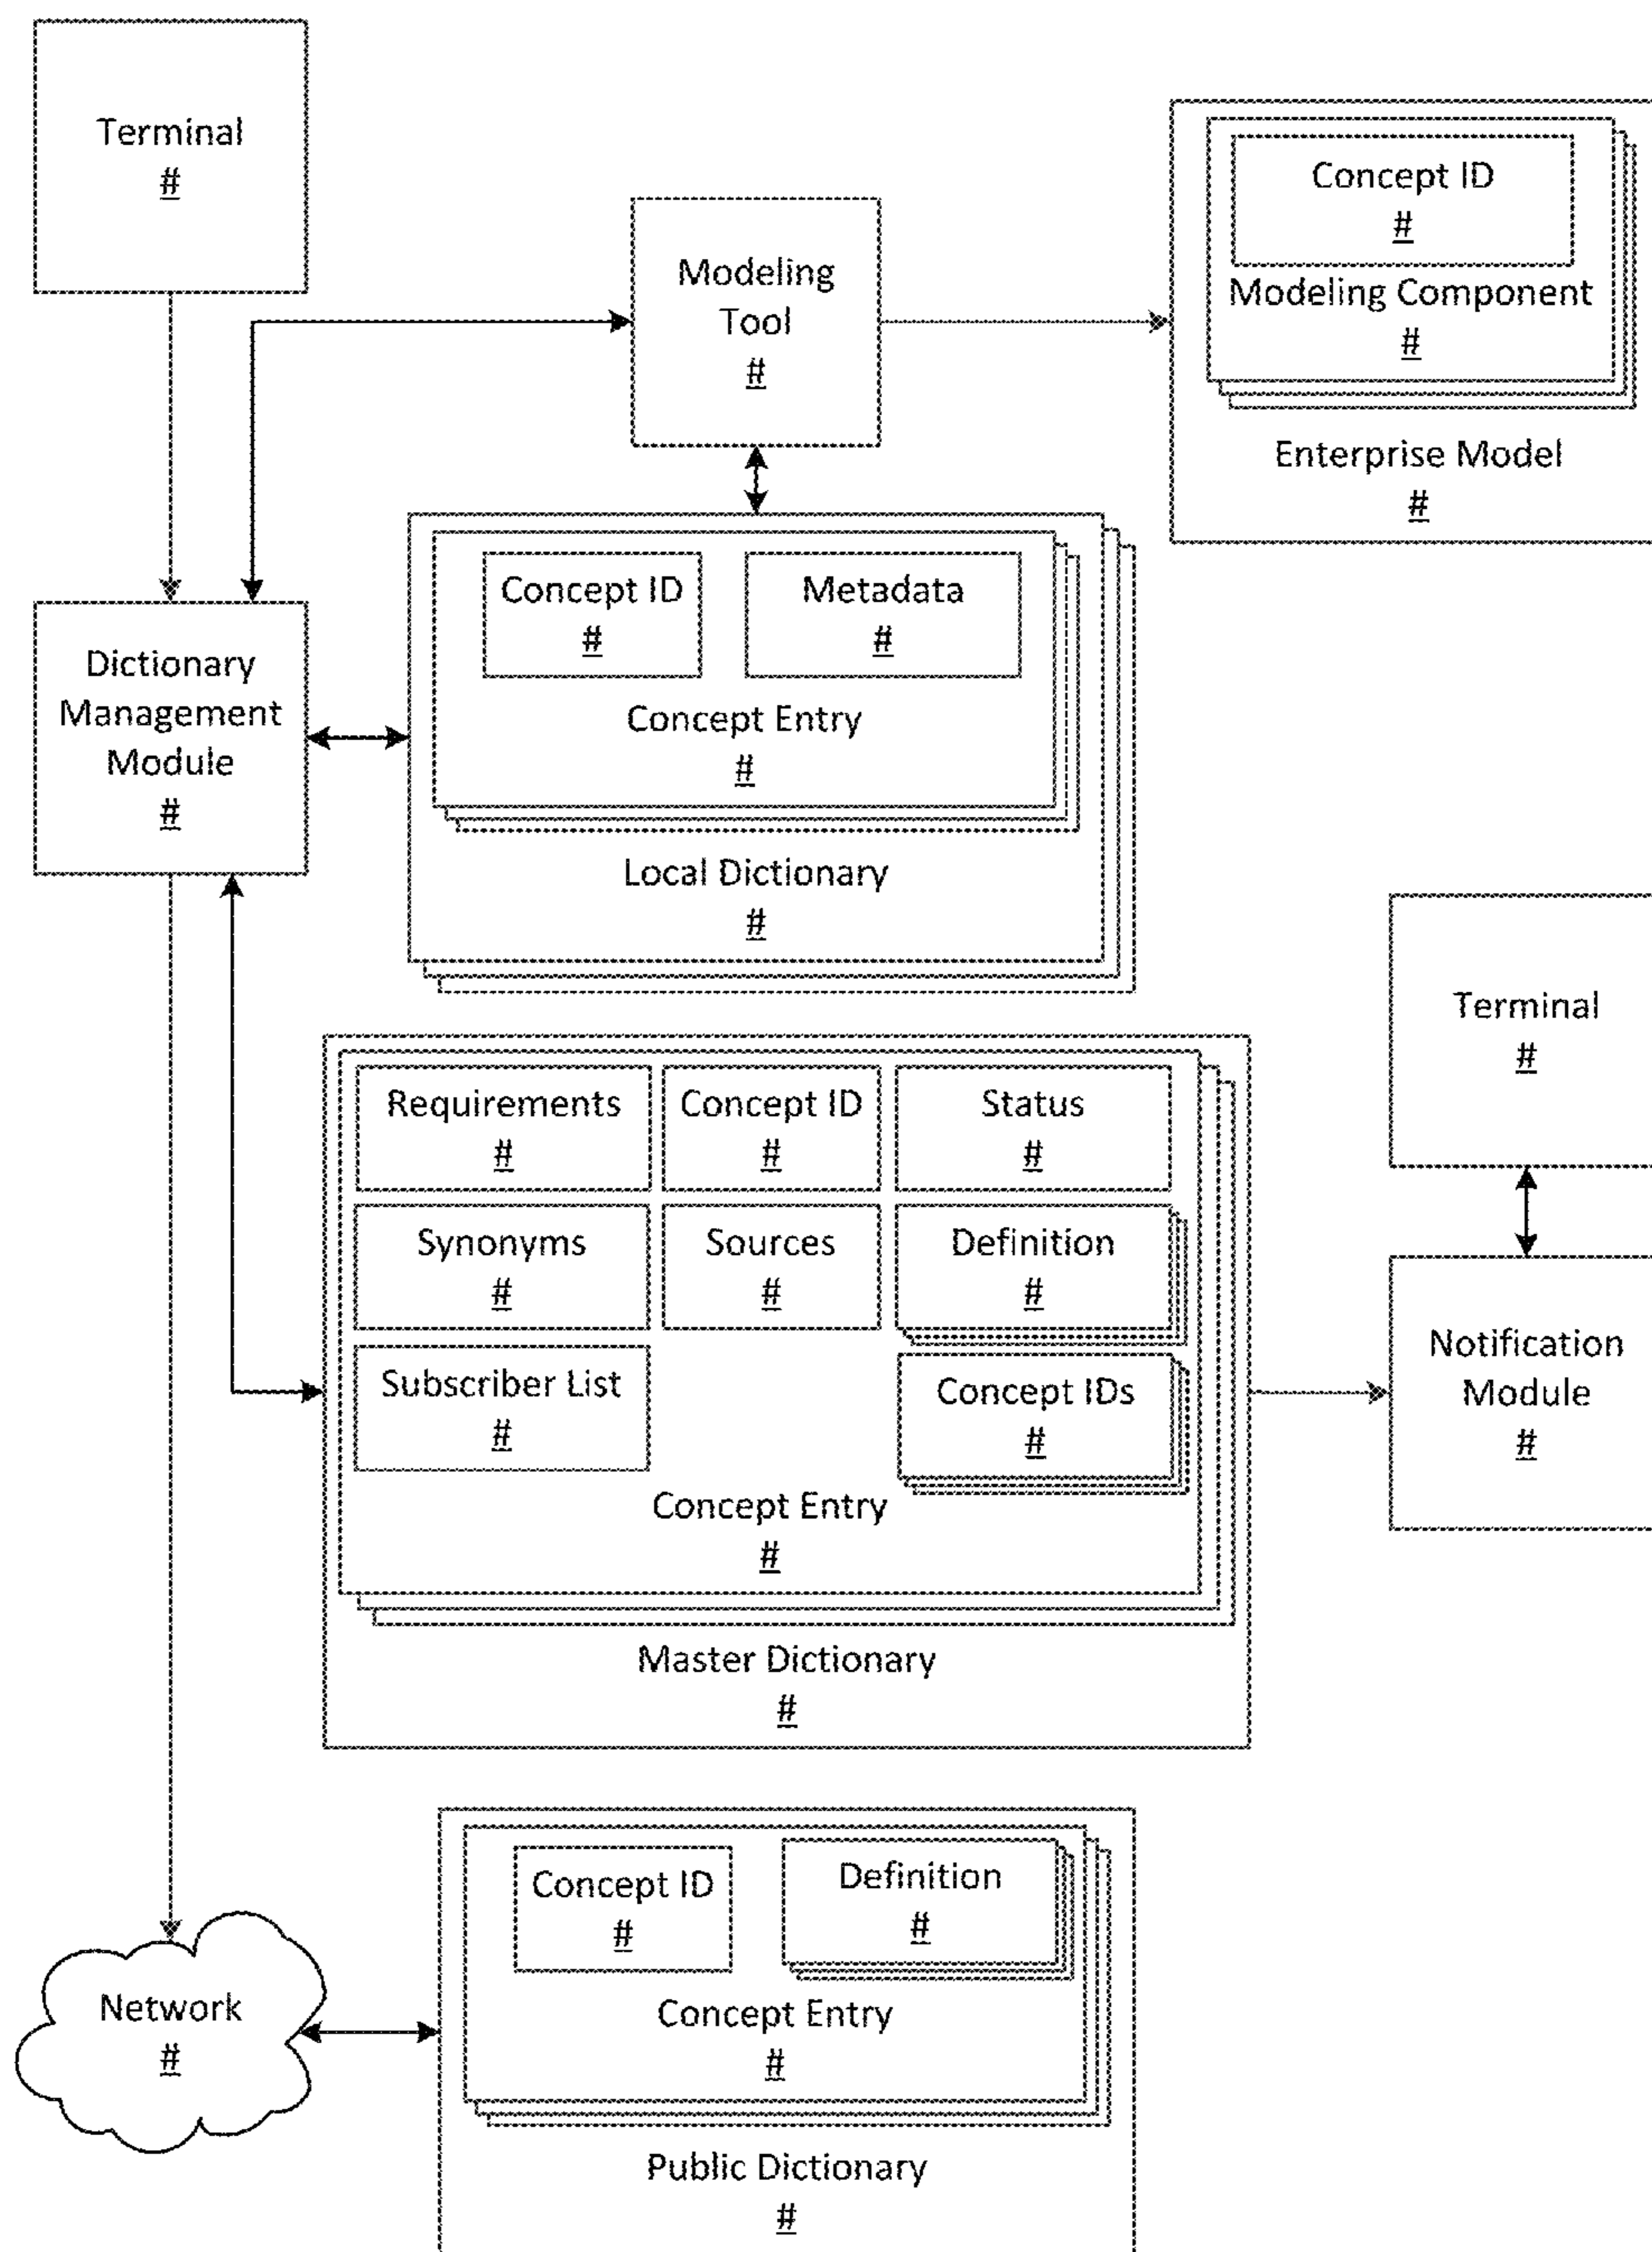 Terminal
#
Concept ID
#
Modeling Component
#
Enterprise Model
#
Modeling
Tool
#
Concept ID
#
Metadata
#
Concept Entry
#
Local Dictionary
#
Dictionary
Management
Module
#
Terminal
#
Requirements
#
Concept ID
#
Status
#
Synonyms
#
Sources
#
Definition
#
Subscriber List
#
Concept IDs
#
Concept Entry
#
Master Dictionary
#
Notification
Module
#
Concept ID
#
Definition
#
Concept Entry
#
Public Dictionary
#
Network
#